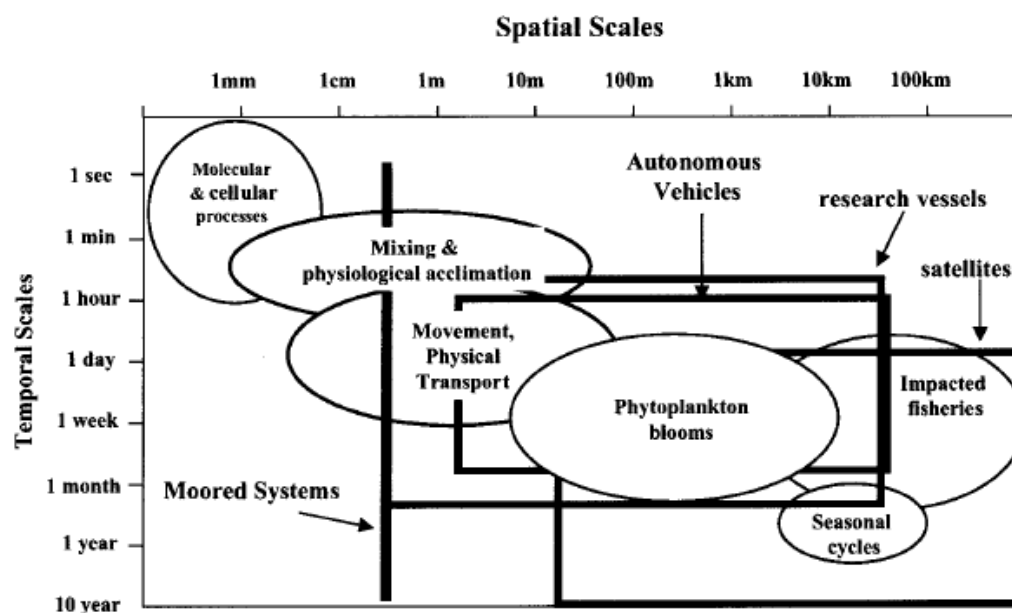 Spatial Scales
1mm 1cm 1m 10m 100m 1km 10km 100km
Temporal Scales
1 sec
1 min
1 hour
1 day
1 week
1 month
1 year
10 year
Molecular
& cellular
processes
Autonomous
Vehicles
research vessels
satellites
Mixing &
physiological acclimation
Movement,
Physical
Transport
Phytoplankton
blooms
Impacted
fisheries
Moored Systems
Seasonal
cycles